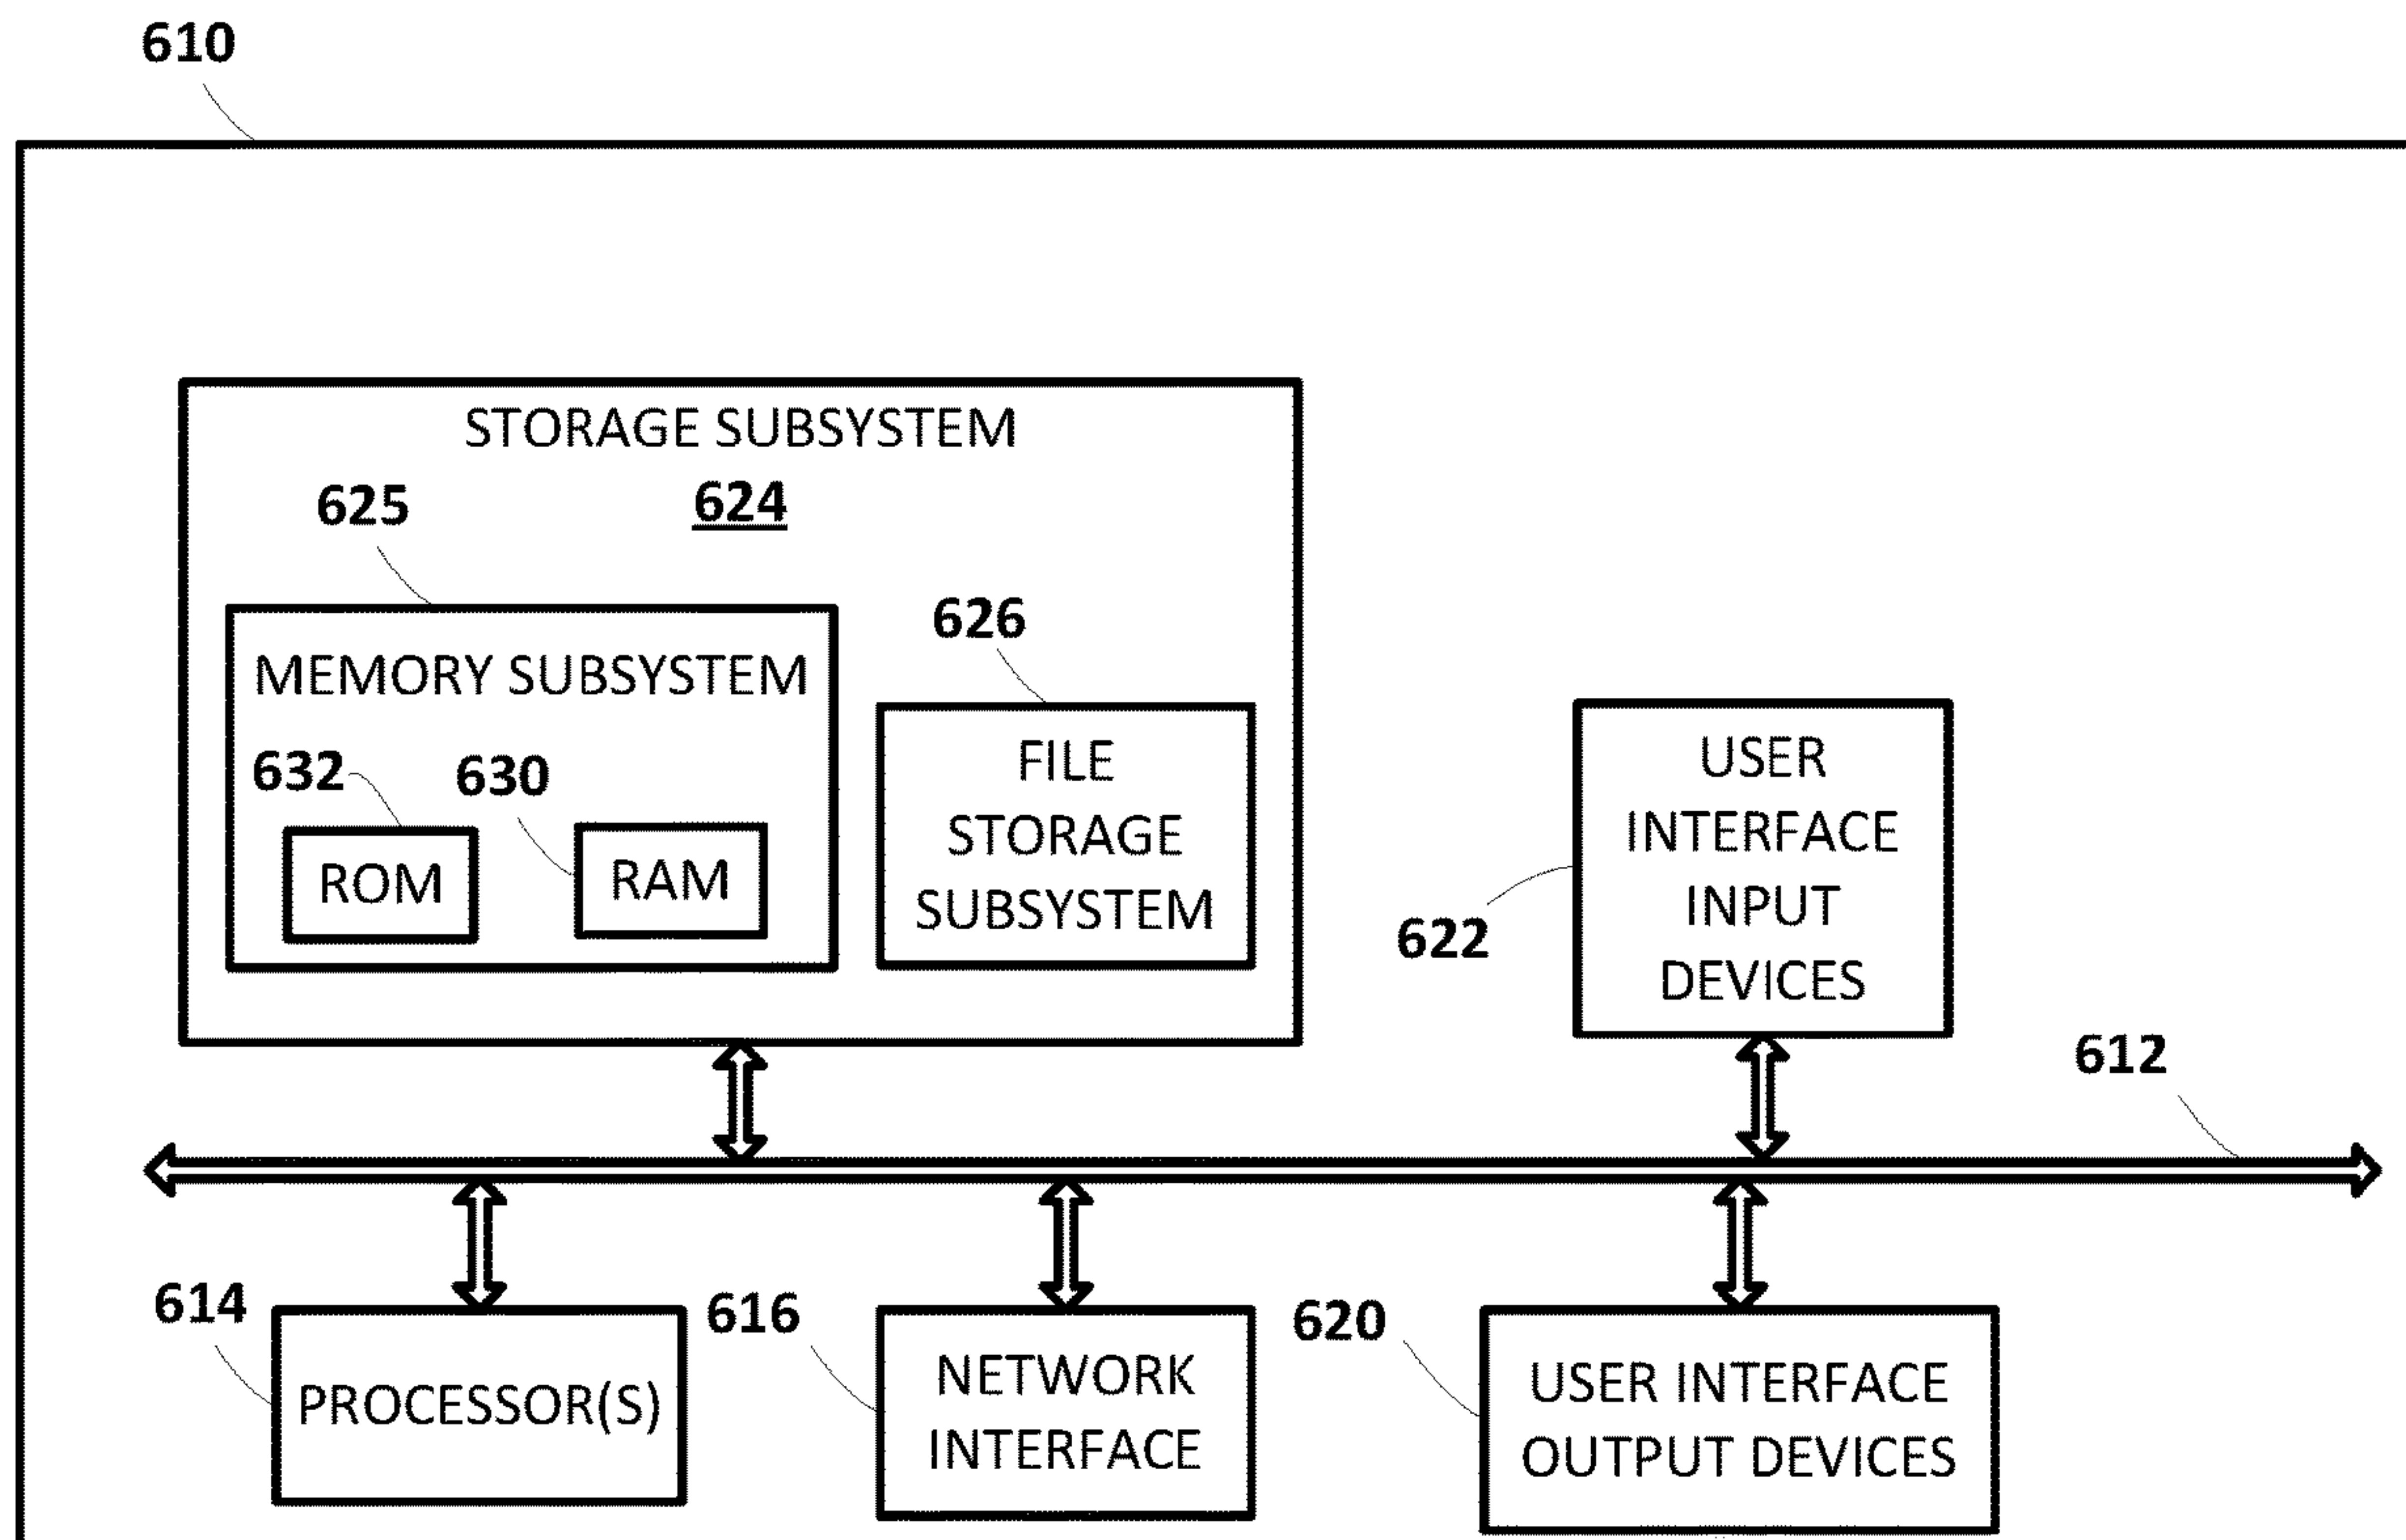 610
STORAGE SUBSYSTEM
624
625
MEMORY SUBSYSTEM
632
630
ROM
RAM
626
FILE
STORAGE
SUBSYSTEM
USER
INTERFACE
INPUT
DEVICES
622
612
614
PROCESSOR(S)
616
NETWORK
INTERFACE
620
USER INTERFACE
OUTPUT DEVICES